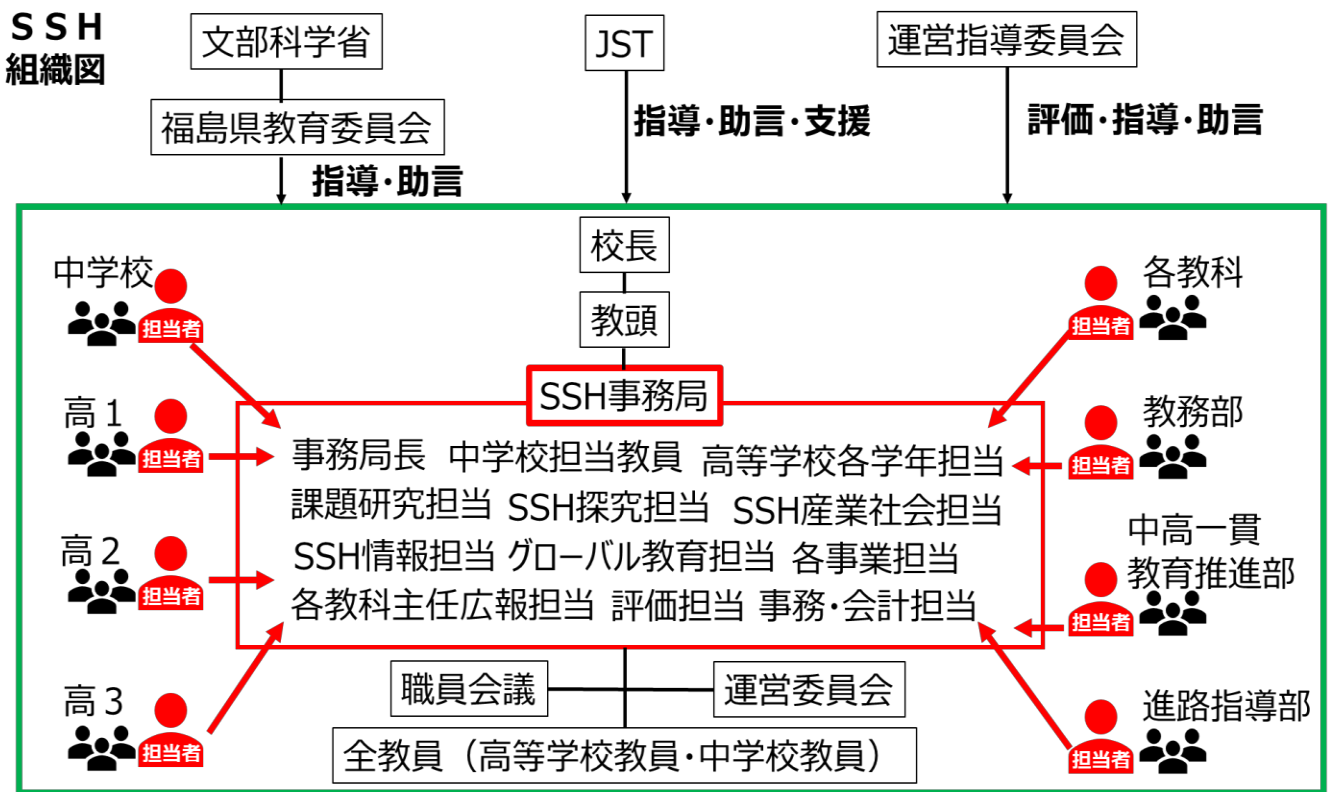 SSH
組織図
文部科学省
JST
運営指導委員会
福島県教育委員会
指導・助言・支援
評価・指導・助言
指導・助言
校長
教頭
SSH事務局
中学校
担当者
高１
担当者
高２
担当者
高３
担当者
事務局長 中学校担当教員 高等学校各学年担当
課題研究担当 SSH探究担当 SSH産業社会担当
SSH情報担当 グローバル教育担当 各事業担当
各教科主任広報担当 評価担当 事務・会計担当
各教科
担当者
教務部
担当者
中高一貫
教育推進部
担当者
進路指導部
担当者
職員会議
運営委員会
全教員（高等学校教員・中学校教員）